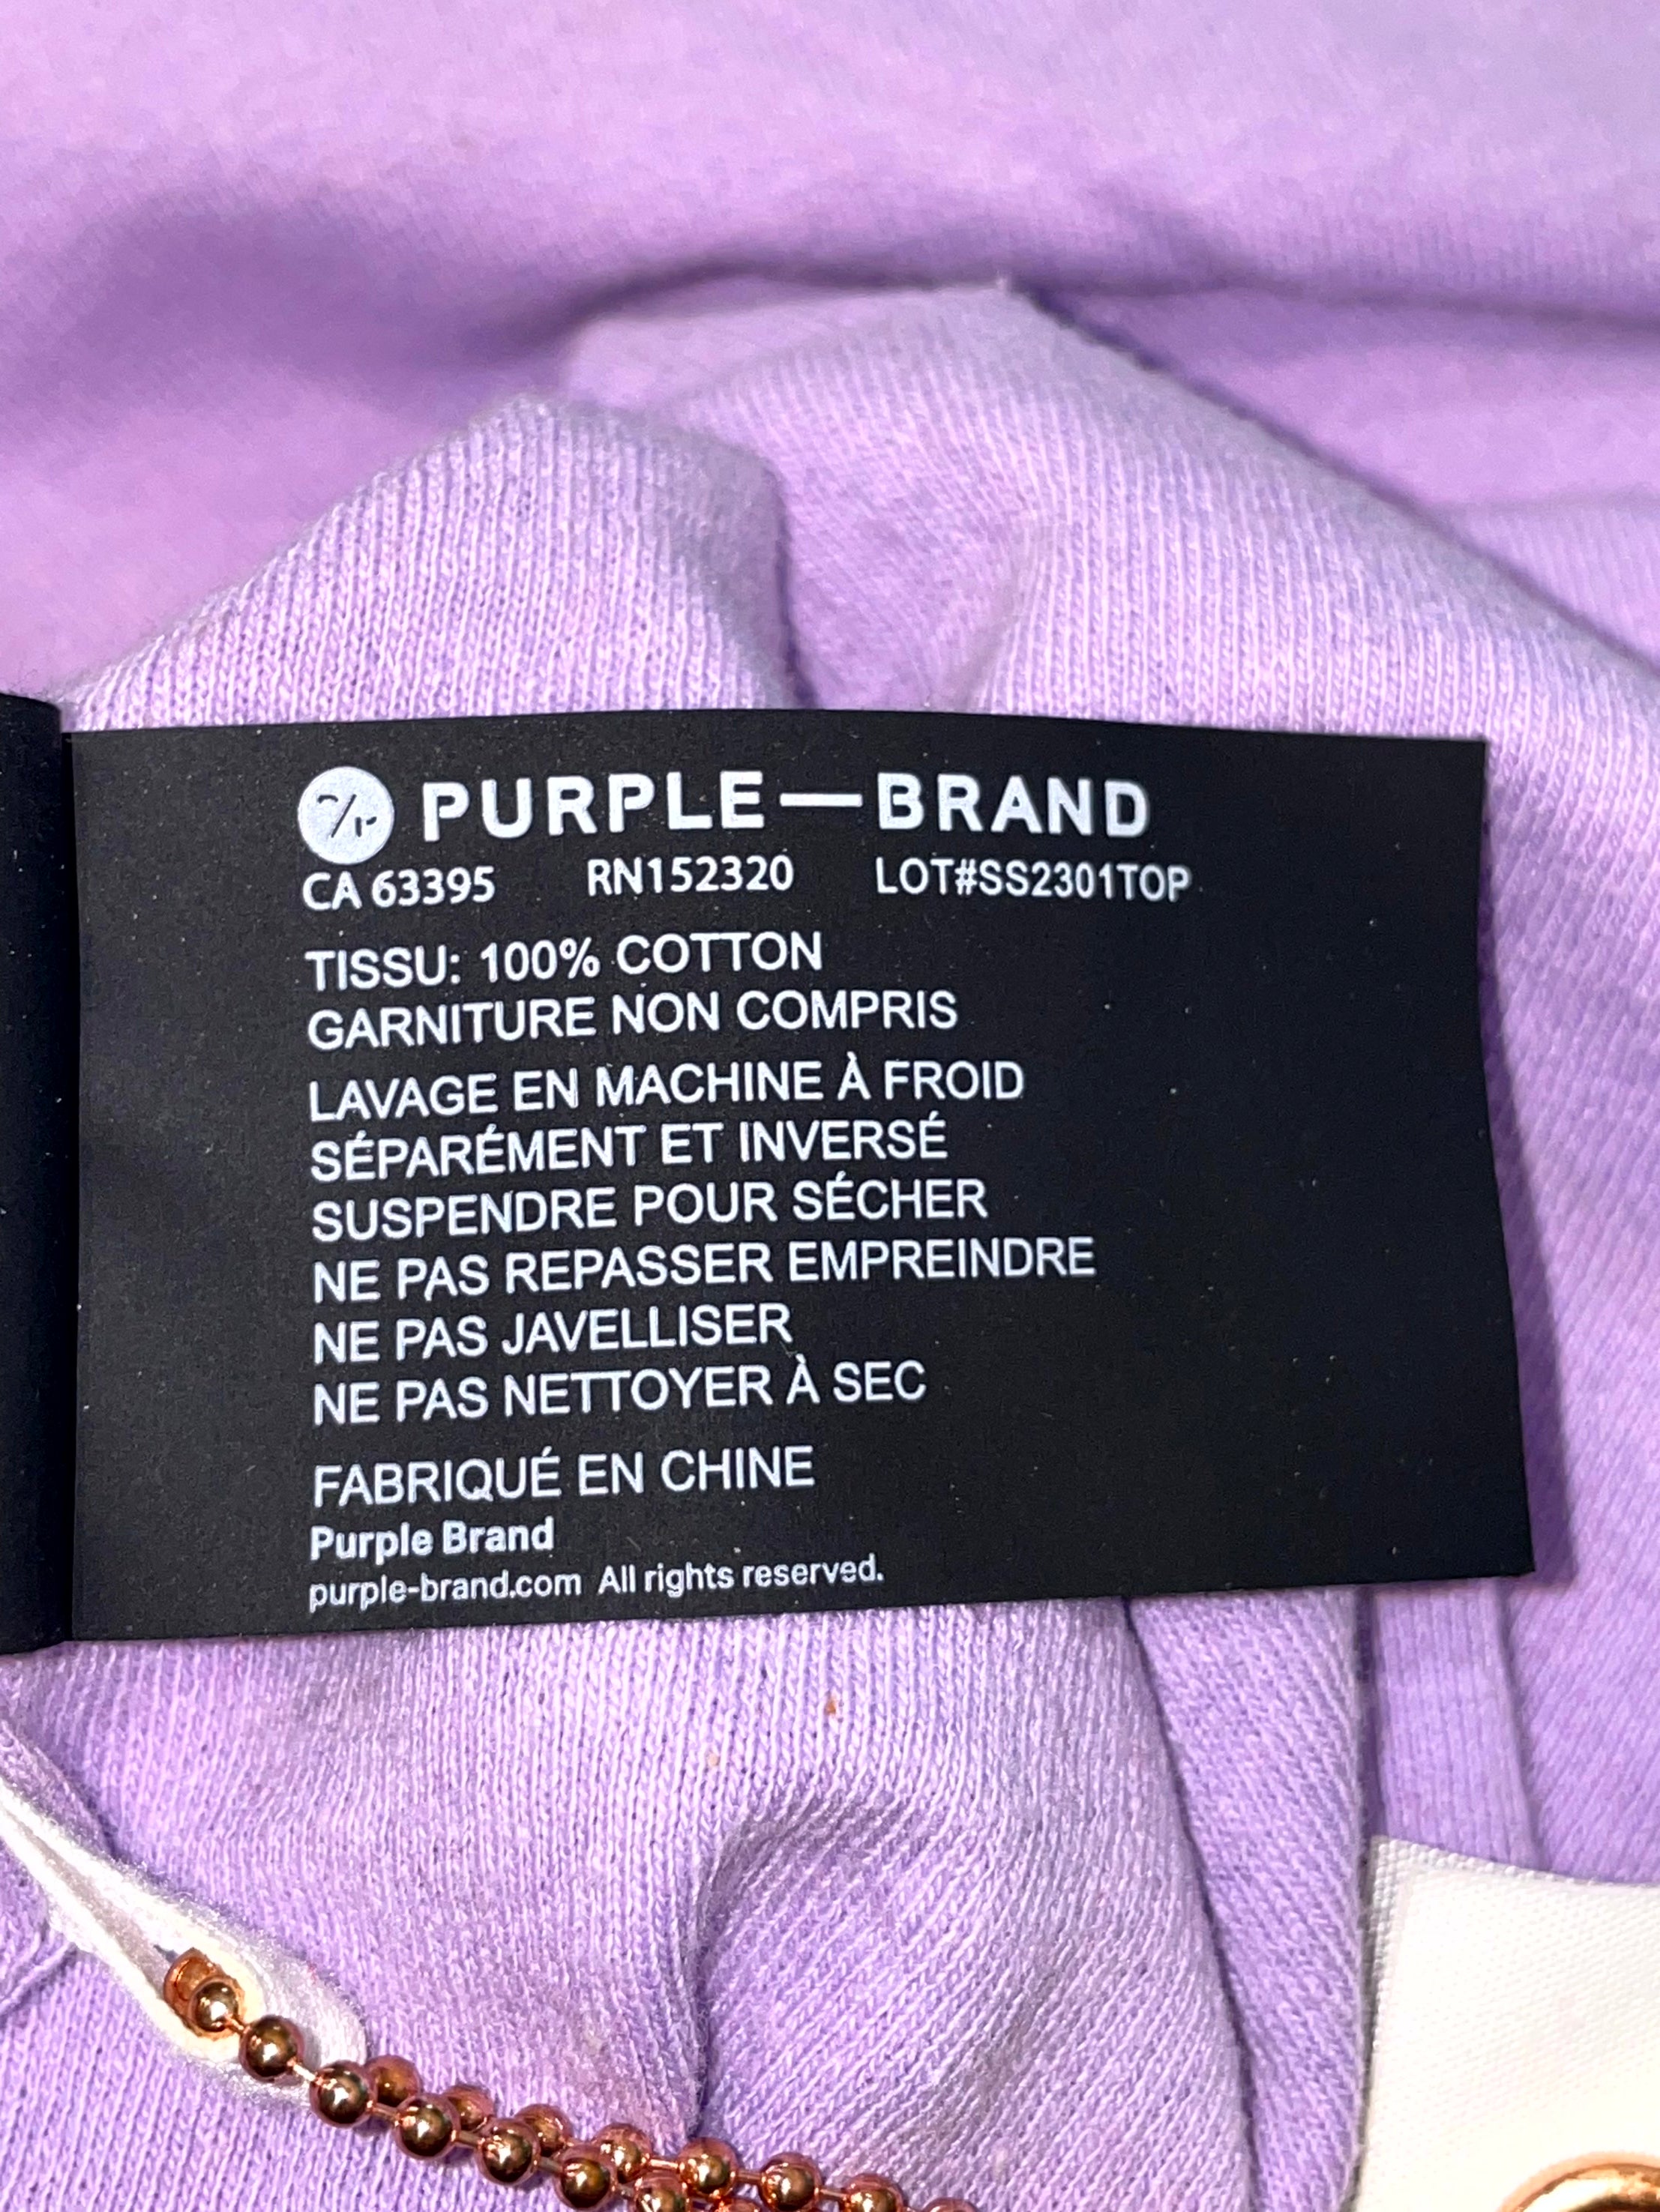 PURPLE—BRAND
CA 63395 RN152320 LOT#SS2301TOP
TISSU: 100% COTTON
GARNITURE NON COMPRIS
LAVAGE EN MACHINE À FROID
SÉPARÉMENT ET INVERSÉ
SUSPENDRE POUR SÉCHER
NE PAS REPASSER EMPREINDRE
NE PAS JAVELLISER
NE PAS NETTOYER À SEC
FABRIQUÉ EN CHINE
Purple Brand
purple-brand.com All rights reserved.